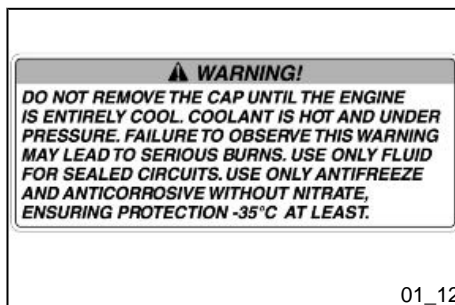 WARNING!
DO NOT REMOVE THE CAP UNTIL THE ENGINE
IS ENTIRELY COOL. COOLANT IS HOT AND UNDER
PRESSURE. FAILURE TO OBSERVE THIS WARNING
MAY LEAD TO SERIOUS BURNS. USE ONLY FLUID
FOR SEALED CIRCUITS. USE ONLY ANTIFREEZE
AND ANTICORROSIVE WITHOUT NITRATE,
ENSURING PROTECTION -35°C AT LEAST.
01_12